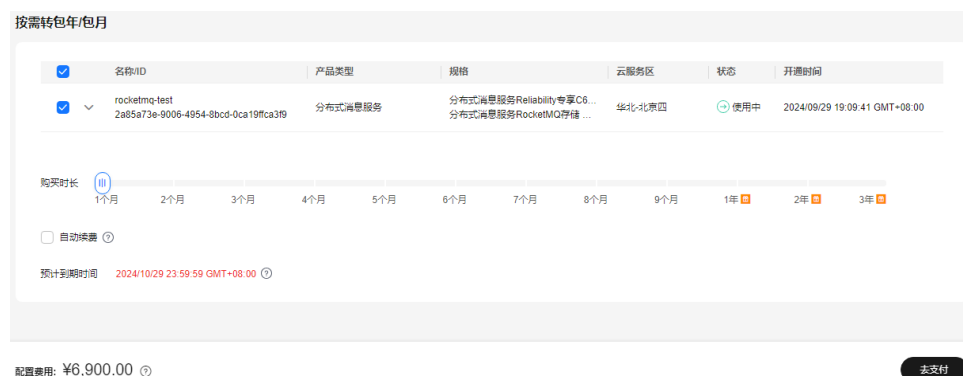 按需转包年/包月
名称/ID 产品类型 规格 云服务区 状态 开通时间
rocketmq-test
2a85a73e-9006-4954-8bcd-0ca19ffca3f9
分布式消息服务
分布式消息服务Reliability专享C6...
分布式消息服务RocketMQ存储 ...
华北-北京四
使用中
2024/09/29 19:09:41 GMT+08:00
购买时长
1个月 2个月 3个月 4个月 5个月 6个月 7个月 8个月 9个月 1年 2年 3年
自动续费
预计到期时间 2024/10/29 23:59:59 GMT+08:00
配置费用: ¥6,900.00
去支付